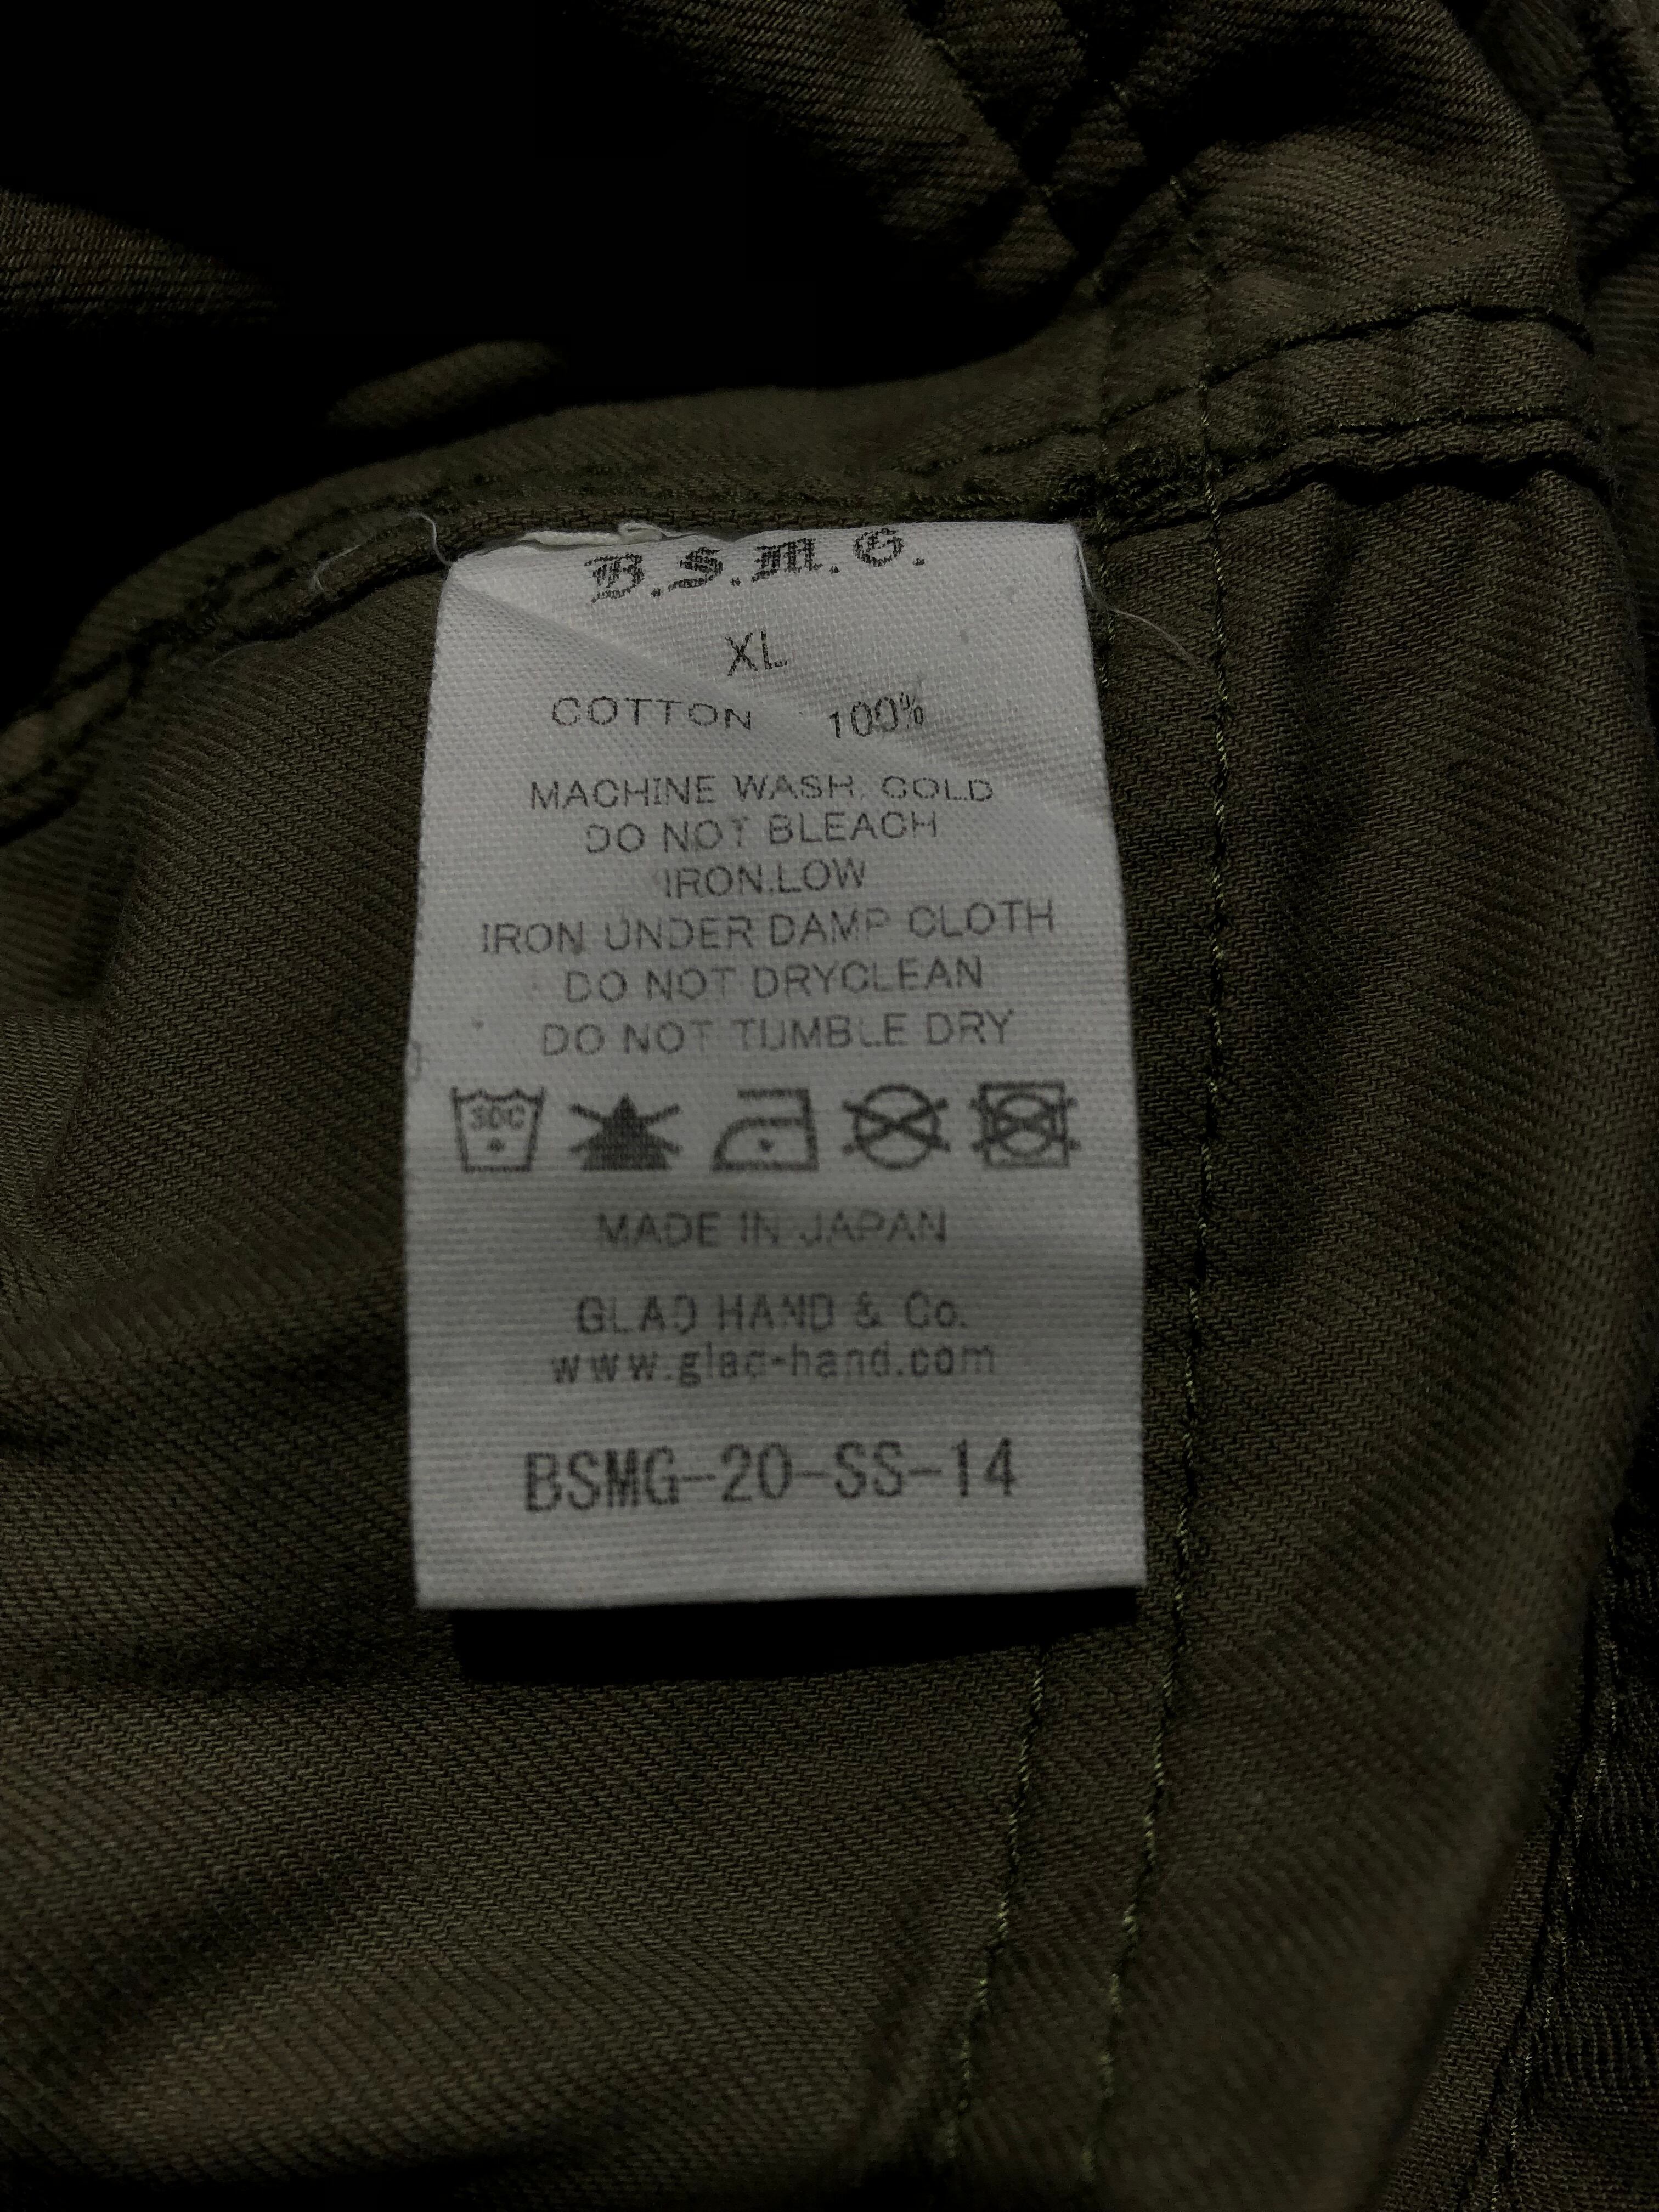 B.S.M.G.
XL
COTTON 100%
MACHINE WASH, COLD
DO NOT BLEACH
IRON.LOW
IRON UNDER DAMP CLOTH
DO NOT DRYCLEAN
DO NOT TUMBLE DRY
30C
MADE IN JAPAN
GLAD HAND & Co.
www.glad-hand.com
BSMG-20-SS-14